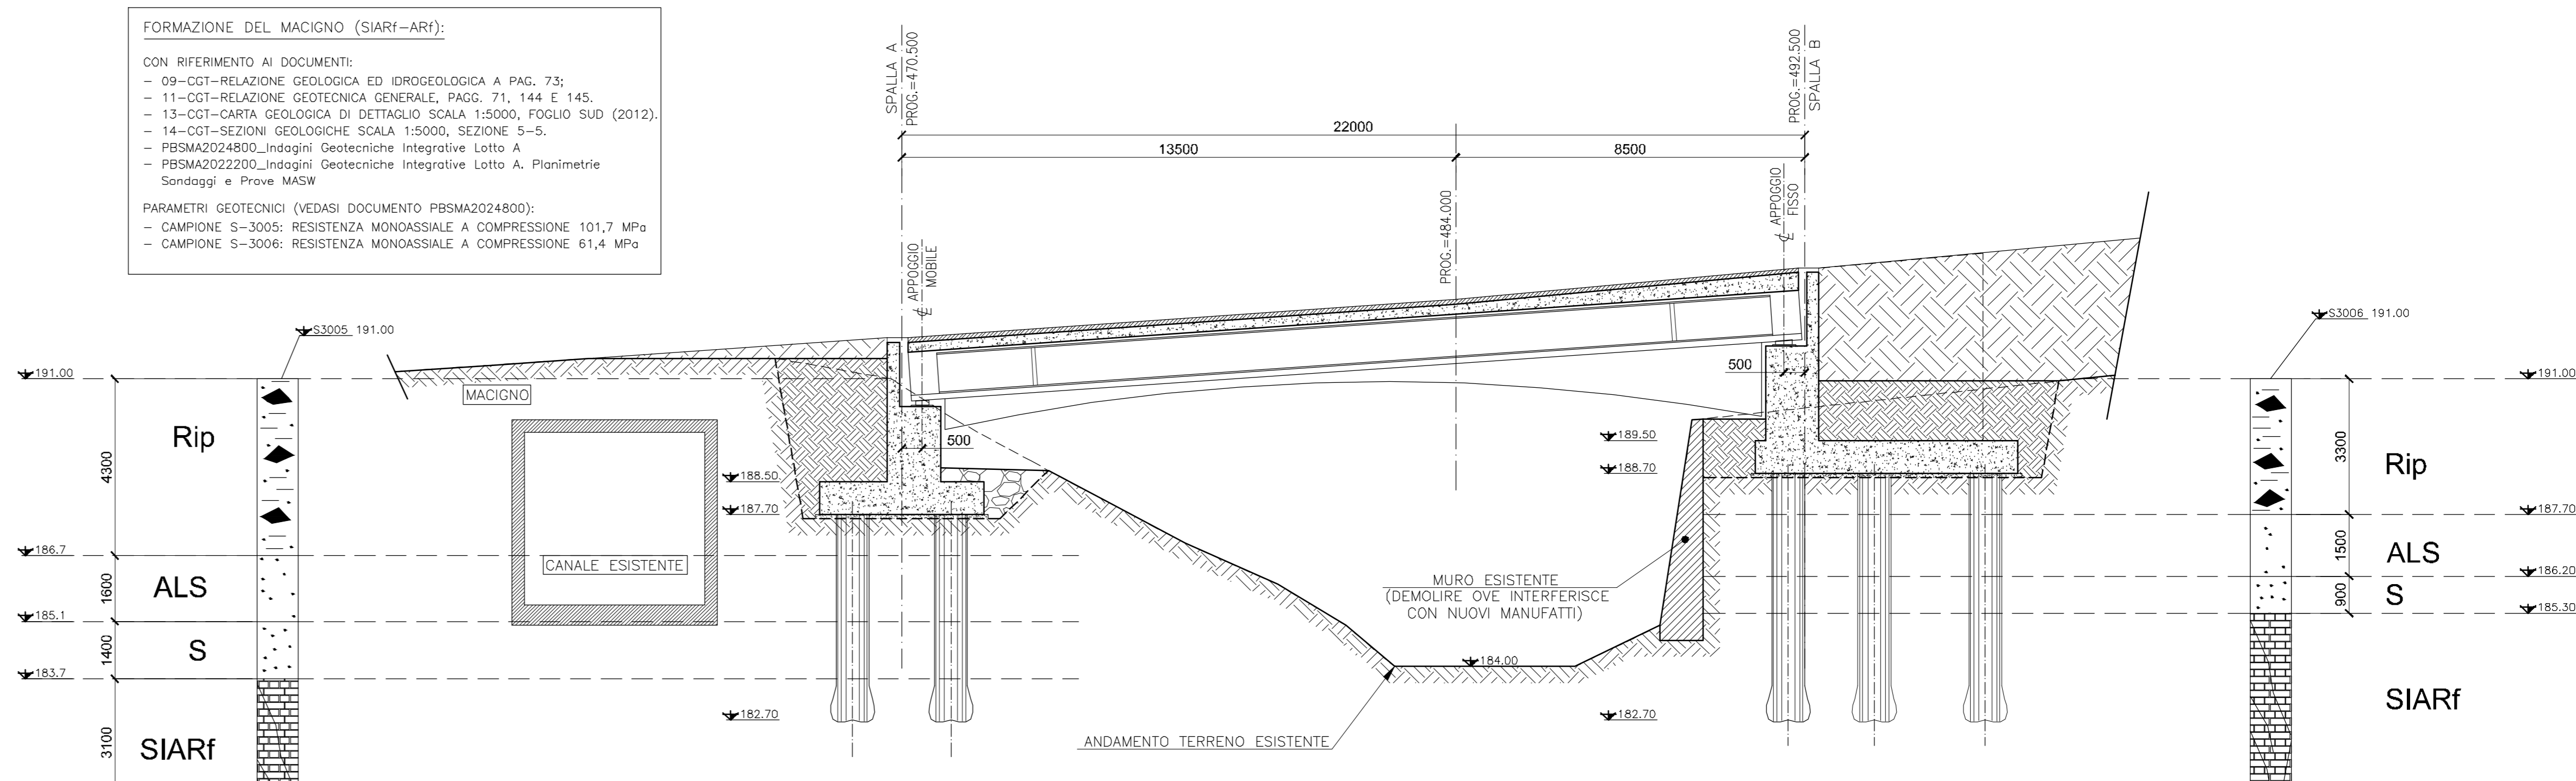 FORMAZIONE DEL MACIGNO (SIARf-ARf):
CON RIFERIMENTO AI DOCUMENTI:
- 09-CGT-RELAZIONE GEOLOGICA ED IDROGEOLOGICA A PAG. 73;
- 11-CGT-RELAZIONE GEOTECNICA GENERALE, PAGG. 71, 144 E 145.
- 13-CGT-CARTA GEOLOGICA DI DETTAGLIO SCALA 1:5000, FOGLIO SUD (2012).
- 14-CGT-SEZIONI GEOLOGICHE SCALA 1:5000, SEZIONE 5-5.
- PBSMA2024800_Indagini Geotecniche Integrative Lotto A
- PBSMA2022200_Indagini Geotecniche Integrative Lotto A. Planimetrie
Sondaggi e Prove MASW
PARAMETRI GEOTECNICI (VEDASI DOCUMENTO PBSMA2024800):
- CAMPIONE S-3005: RESISTENZA MONOASSIALE A COMPRESSIONE 101,7 MPa
- CAMPIONE S-3006: RESISTENZA MONOASSIALE A COMPRESSIONE 61,4 MPa
SPALLA A
PROG.=470.500
PROG.=492.500
SPALLA B
22000
13500
8500
PROG.=484.000
APPOGGIO
MOBILE
APPOGGIO
FISSO
S3005 191.00
S3006 191.00
191.00
191.00
MACIGNO
500
500
Rip
4300
188.50
187.70
189.50
188.70
3300
Rip
187.70
186.7
CANALE ESISTENTE
ALS
1600
1500
ALS
186.20
MURO ESISTENTE
(DEMOLIRE OVE INTERFERISCE
CON NUOVI MANUFATTI)
900
S
185.30
185.1
1400
S
183.7
184.00
182.70
182.70
3100
SIARf
SIARf
ANDAMENTO TERRENO ESISTENTE